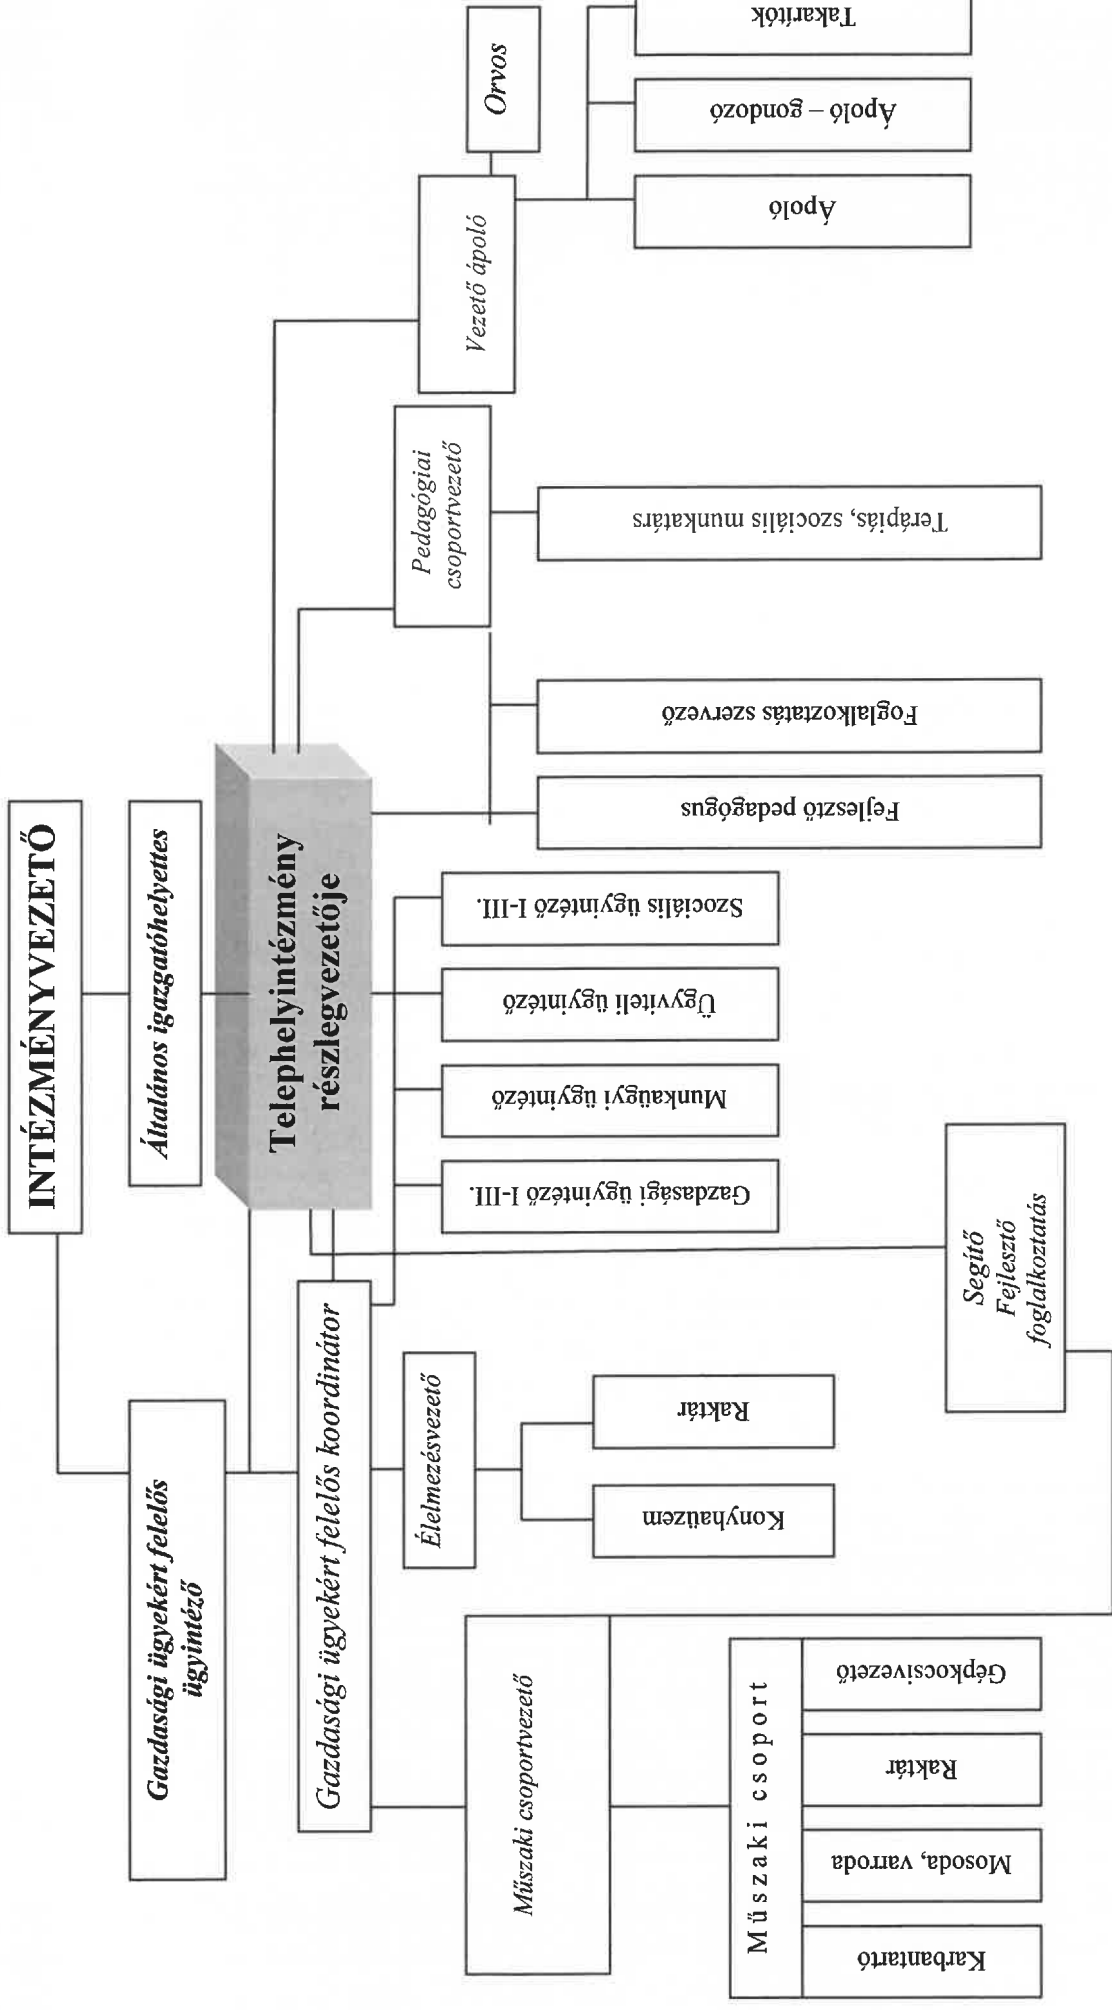 INTÉZMÉNYVEZETŐ
Gazdasági ügyekért felelős
ügyintéző
Általános igazgatóhelyettes
Telephelyintézmény
részlegvezetője
Gazdasági ügyekért felelős koordinátor
Pedagógiai
csoportvezető
Vezető ápoló
Orvos
Élelmezésvezető
Műszaki csoportvezető
Gazdasági ügyintéző I-III.
Munkaügyi ügyintéző
Ügyviteli ügyintéző
Szociális ügyintéző I-III.
Fejlesztő pedagógus
Foglalkoztatás szervező
Terápiás, szociális munkatárs
Ápoló
Ápoló – gondozó
Takarítók
Konyhaüzem
Raktár
Műszaki csoport
Karbantartó
Mosoda, varroda
Raktár
Gépkocsivezető
Segítő
Fejlesztő
foglalkoztatás